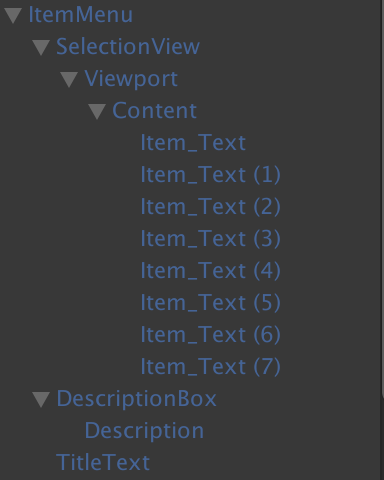 ItemMenu
SelectionView
Viewport
Content
Item_Text
Item_Text (1)
Item_Text (2)
Item_Text (3)
Item_Text (4)
Item_Text (5)
Item_Text (6)
Item_Text (7)
DescriptionBox
Description
TitleText